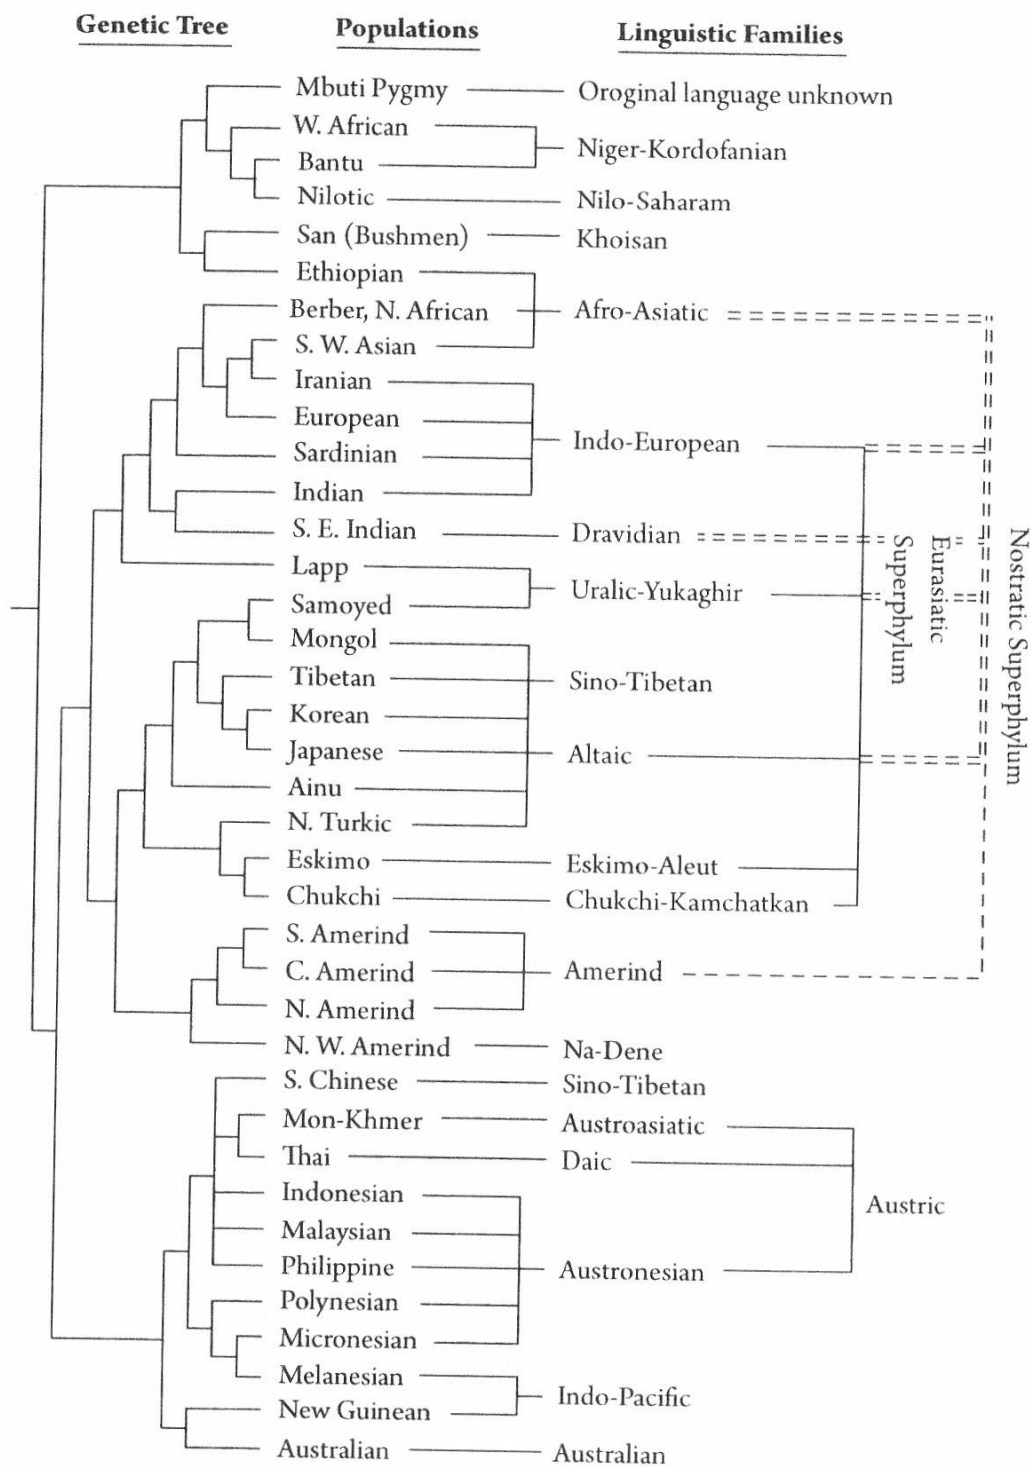 Genetic Tree Populations Linguistic Families
Mbuti Pygmy Oroginal language unknown
W. African
Niger-Kordofanian
Bantu
Nilotic Nilo-Saharam
San (Bushmen) Khoisan
Ethiopian
Berber, N. African Afro-Asiatic
S. W. Asian
Iranian
European
Indo-European
Sardinian
Indian
S. E. Indian Dravidian
Lapp
Uralic-Yukaghir
Samoyed
Mongol
Tibetan Sino-Tibetan
Korean
Japanese Altaic
Ainu
N. Turkic
Eskimo Eskimo-Aleut
Chukchi Chukchi-Kamchatkan
Eurasiatic
Superphylum
Nostratic Superphylum
S. Amerind
C. Amerind Amerind
N. Amerind
N. W. Amerind Na-Dene
S. Chinese Sino-Tibetan
Mon-Khmer Austroasiatic
Thai Daic
Indonesian
Austric
Malaysian
Philippine Austronesian
Polynesian
Micronesian
Melanesian
Indo-Pacific
New Guinean
Australian Australian